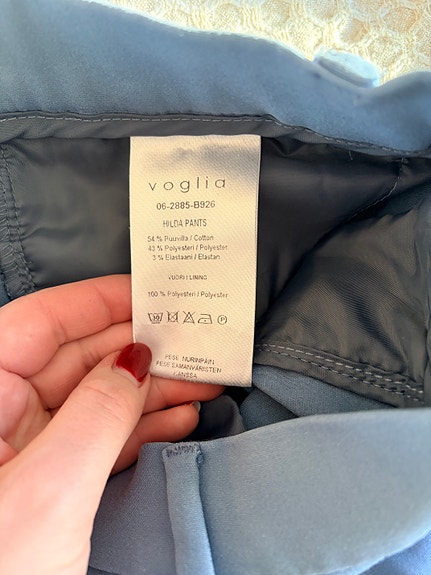 voglia
06-2885-B926
HILDA PANTS
54 % Puuvilla / Cotton
43 % Polyesteri / Polyester
3 % Elastaani / Elastan
VUORI / LINING
100 % Polyesteri / Polyester
PESE NURINPÄIN
PESE SAMANVÄRISTEN
KANSSA